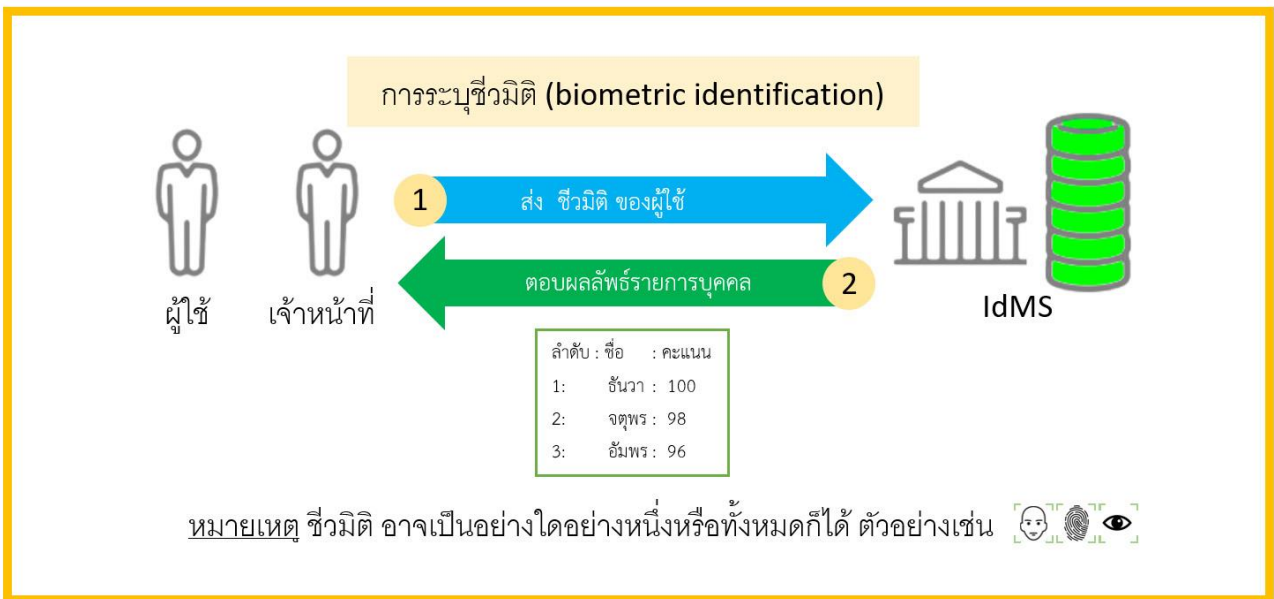 การระบุชีวมิติ (biometric identification)
1
ส่ง ชีวมิติ ของผู้ใช้
ตอบผลลัพธ์รายการบุคคล
2
ผู้ใช้
เจ้าหน้าที่
IdMS
ลำดับ : ชื่อ : คะแนน
1: ธันวา : 100
2: จตุพร : 98
3: อัมพร : 96
หมายเหตุ ชีวมิติ อาจเป็นอย่างใดอย่างหนึ่งหรือทั้งหมดก็ได้ ตัวอย่างเช่น